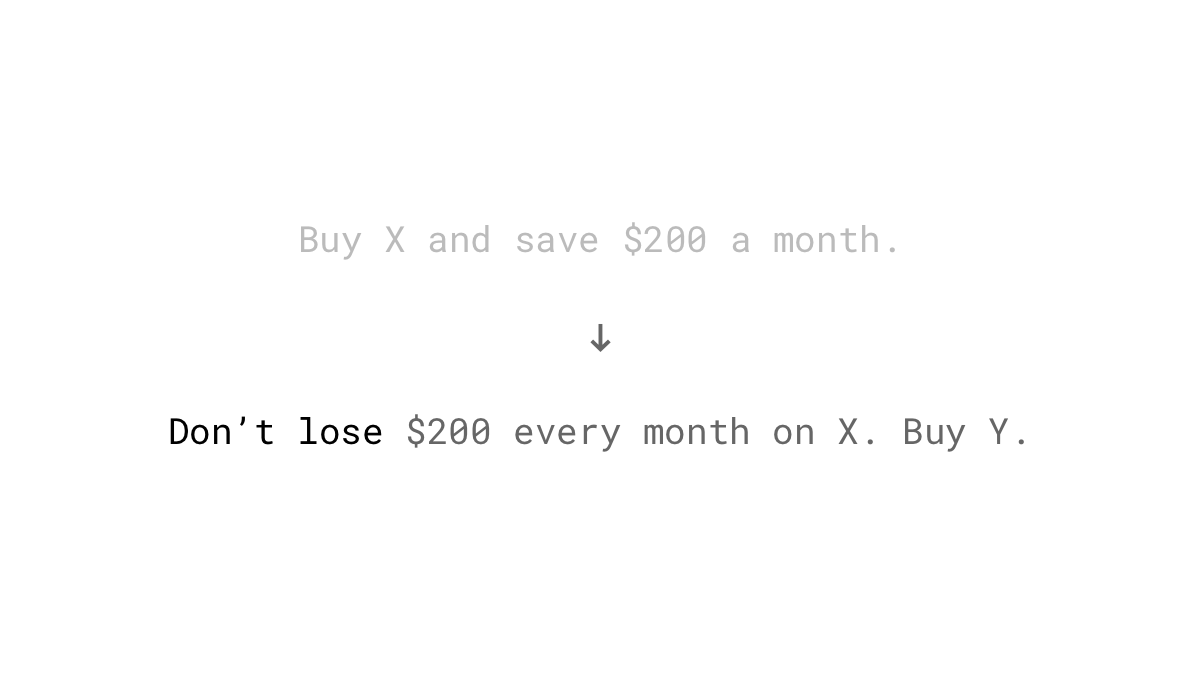 Buy X and save $200 a month.
↓
Don’t lose $200 every month on X. Buy Y.